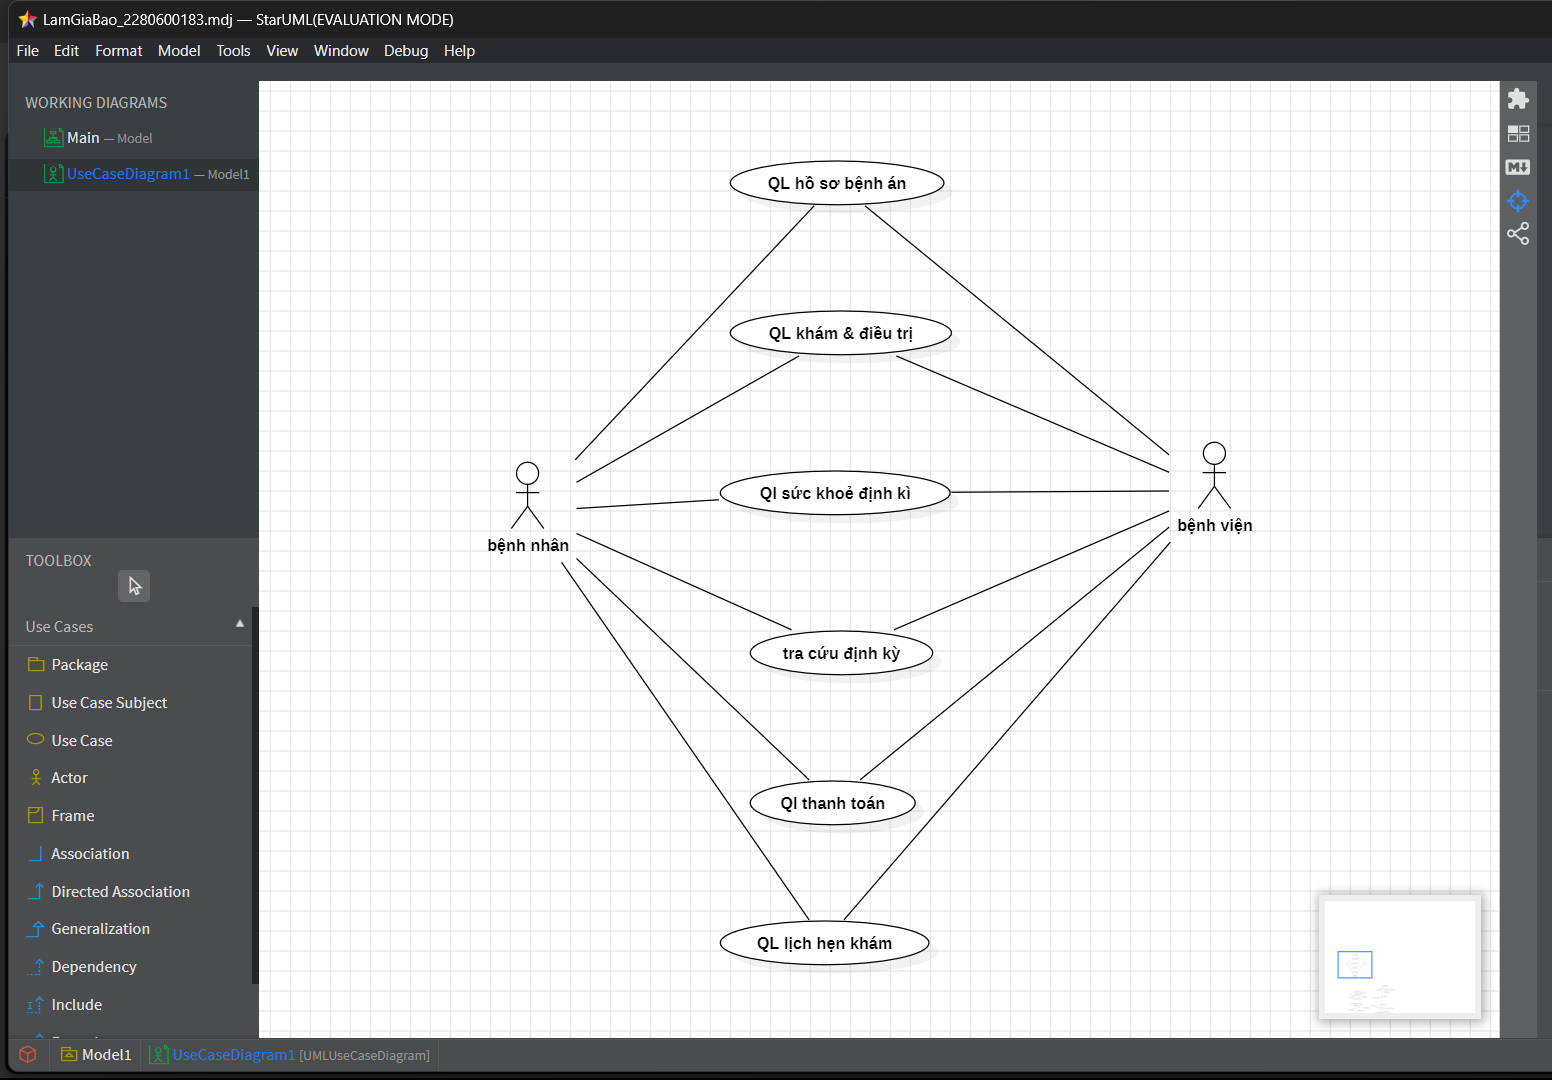 LamGiaBao_2280600183.mdj — StarUML(EVALUATION MODE)
File Edit Format Model Tools View Window Debug Help
WORKING DIAGRAMS
Main — Model
UseCaseDiagram1 — Model1
QL hồ sơ bệnh án
QL khám & điều trị
Ql sức khoẻ định kì
bệnh nhân
bệnh viện
tra cứu định kỳ
Ql thanh toán
QL lịch hẹn khám
TOOLBOX
Use Cases
Package
Use Case Subject
Use Case
Actor
Frame
Association
Directed Association
Generalization
Dependency
Include
Model1 UseCaseDiagram1 [UMLUseCaseDiagram]